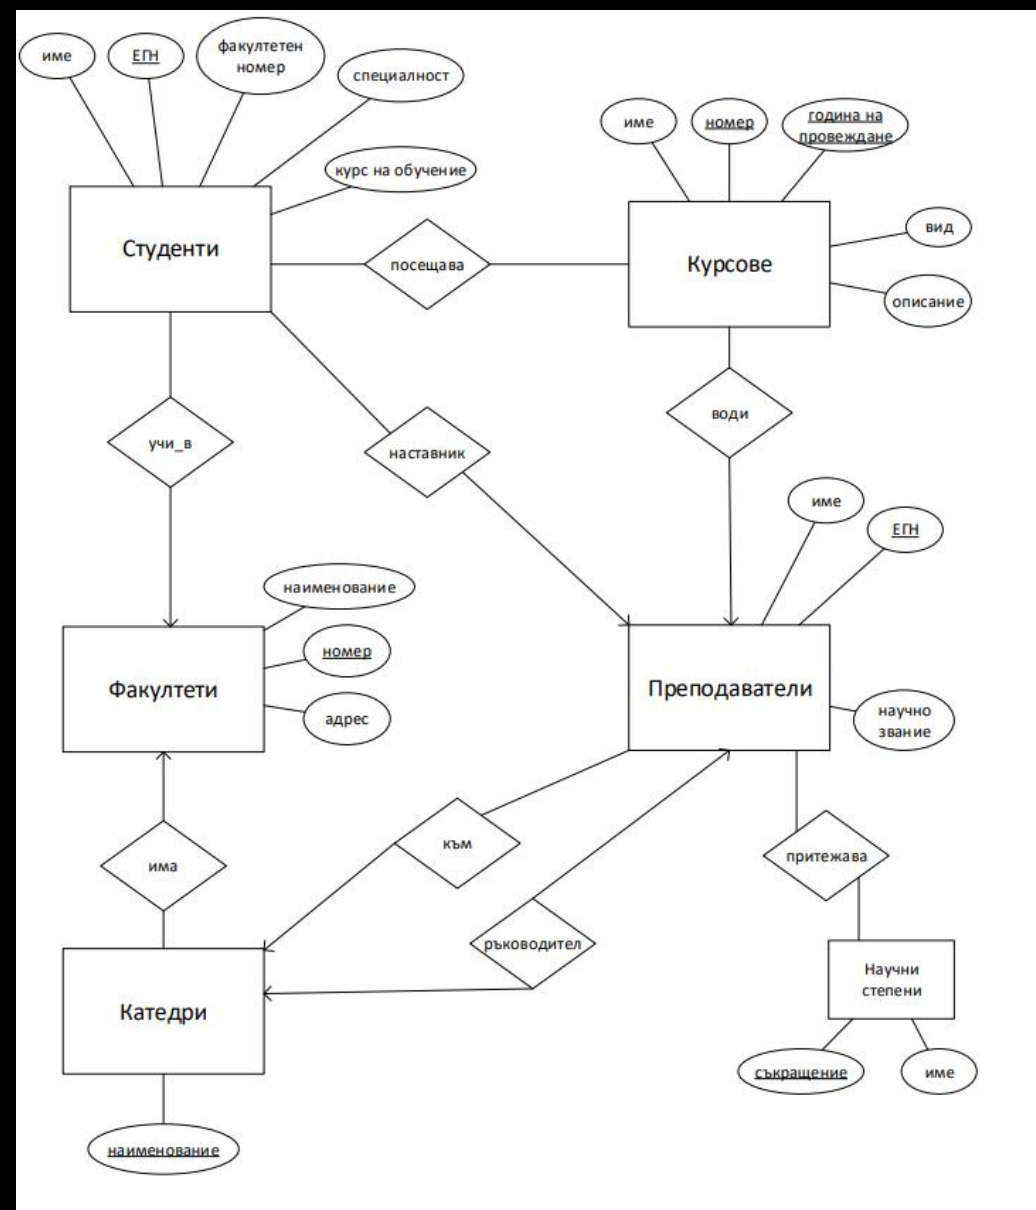 име
ЕГН
факултетен
номер
специалност
курс на обучение
Студенти
име
номер
година на
провеждане
вид
описание
Курсове
посещава
води
учи_в
наставник
име
ЕГН
наименование
номер
адрес
Факултети
Преподаватели
научно
звание
към
има
притежава
ръководител
Научни
степени
Катедри
съкращение
име
наименование